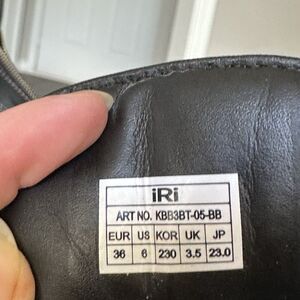 iRi
ART NO. KBB3BT-05-BB
EUR US KOR UK JP
36 6 230 3.5 23.0